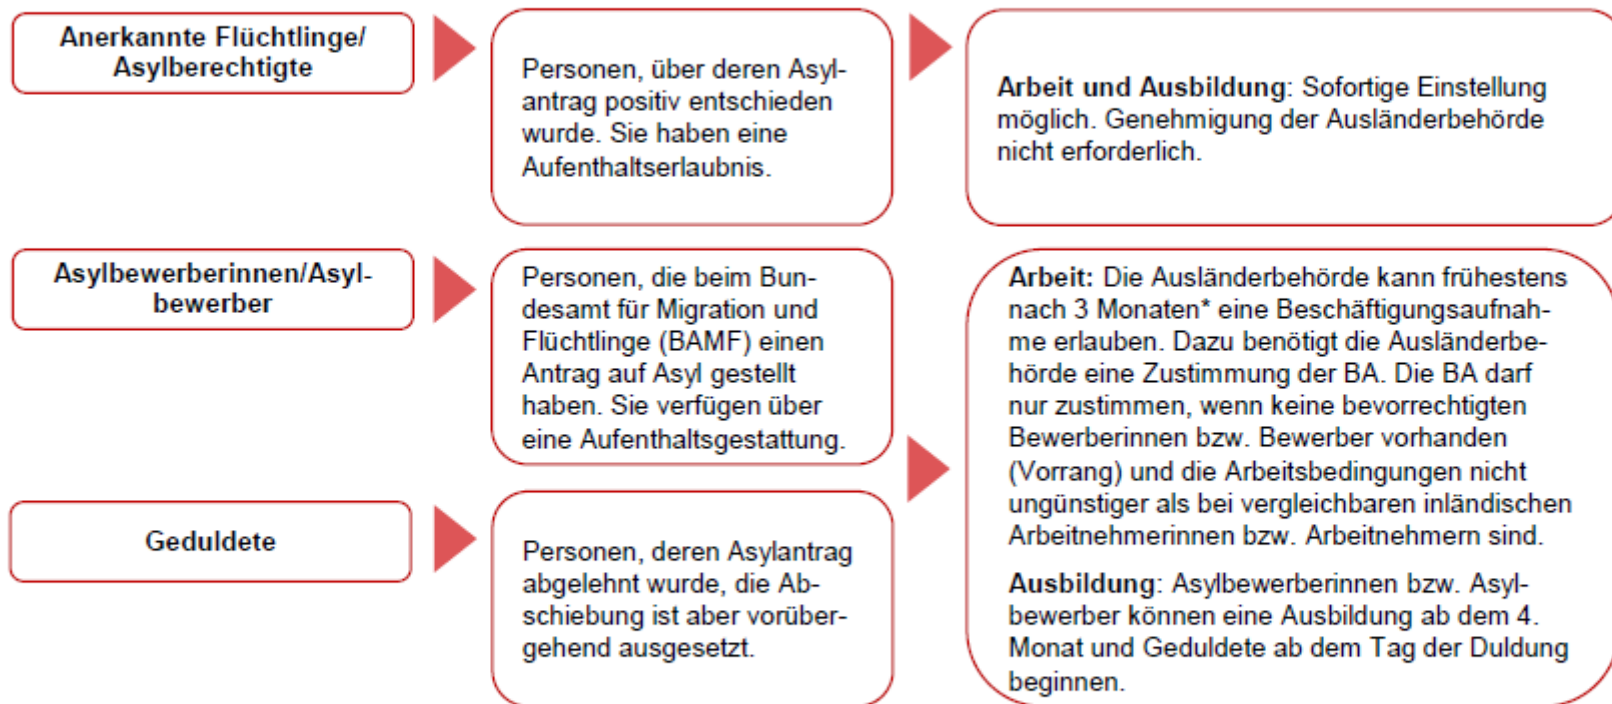 Anerkannte Flüchtlinge/
Asylberechtigte
Personen, über deren Asyl-
antrag positiv entschieden
wurde. Sie haben eine
Aufenthaltserlaubnis.
Arbeit und Ausbildung: Sofortige Einstellung
möglich. Genehmigung der Ausländerbehörde
nicht erforderlich.
Asylbewerberinnen/Asyl-
bewerber
Personen, die beim Bun-
desamt für Migration und
Flüchtlinge (BAMF) einen
Antrag auf Asyl gestellt
haben. Sie verfügen über
eine Aufenthaltsgestattung.
Geduldete
Personen, deren Asylantrag
abgelehnt wurde, die Ab-
schiebung ist aber vorüber-
gehend ausgesetzt.
Arbeit: Die Ausländerbehörde kann frühestens
nach 3 Monaten* eine Beschäftigungsaufnah-
me erlauben. Dazu benötigt die Ausländerbe-
hörde eine Zustimmung der BA. Die BA darf
nur zustimmen, wenn keine bevorrechtigten
Bewerberinnen bzw. Bewerber vorhanden
(Vorrang) und die Arbeitsbedingungen nicht
ungünstiger als bei vergleichbaren inländischen
Arbeitnehmerinnen bzw. Arbeitnehmern sind.
Ausbildung: Asylbewerberinnen bzw. Asyl-
bewerber können eine Ausbildung ab dem 4.
Monat und Geduldete ab dem Tag der Duldung
beginnen.